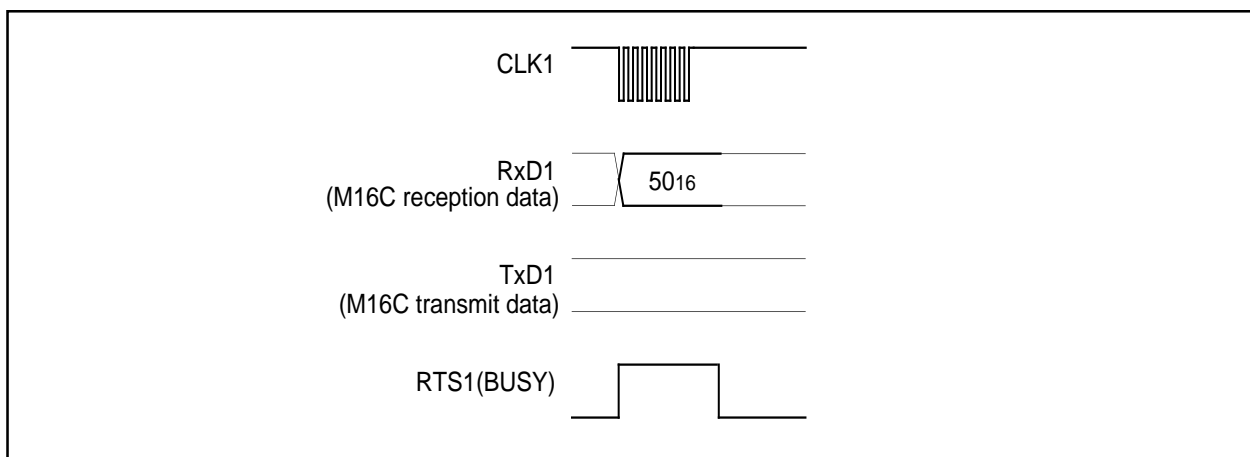 CLK1
RxD1
(M16C reception data)
5016
TxD1
(M16C transmit data)
RTS1(BUSY)